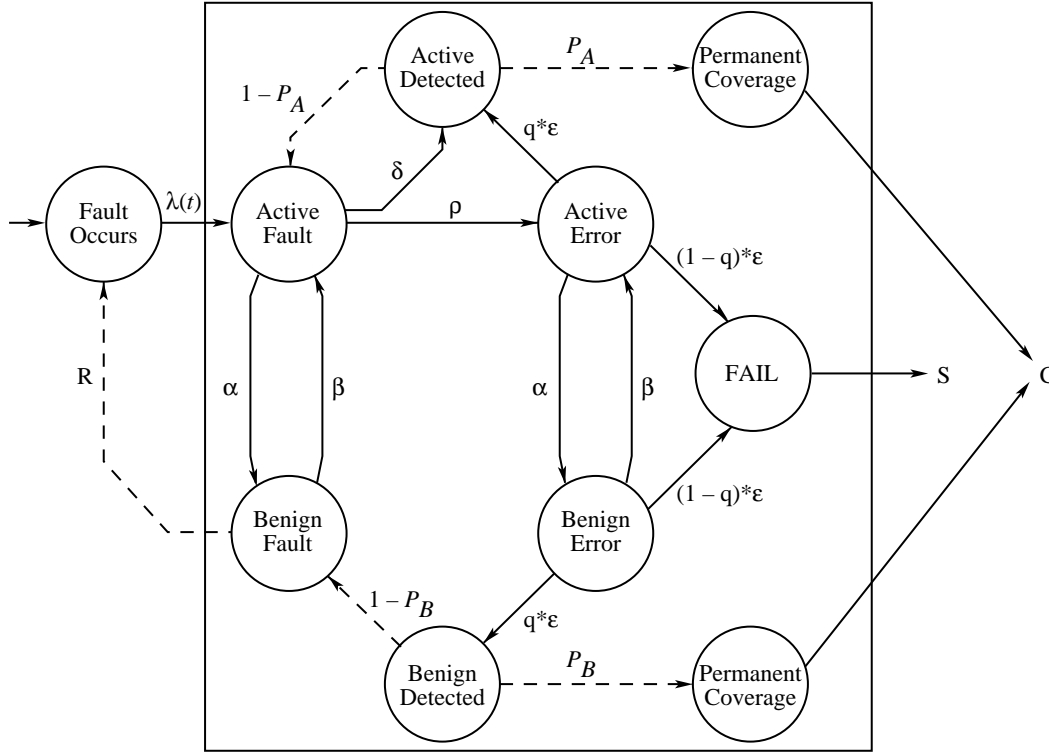 Active
Detected
P_A
Permanent
Coverage
1 – P_A
q*ε
δ
Fault
Occurs
λ(t)
Active
Fault
ρ
Active
Error
(1 – q)*ε
R
α
β
α
β
FAIL
S
C
Benign
Fault
Benign
Error
(1 – q)*ε
1 – P_B
q*ε
Benign
Detected
P_B
Permanent
Coverage